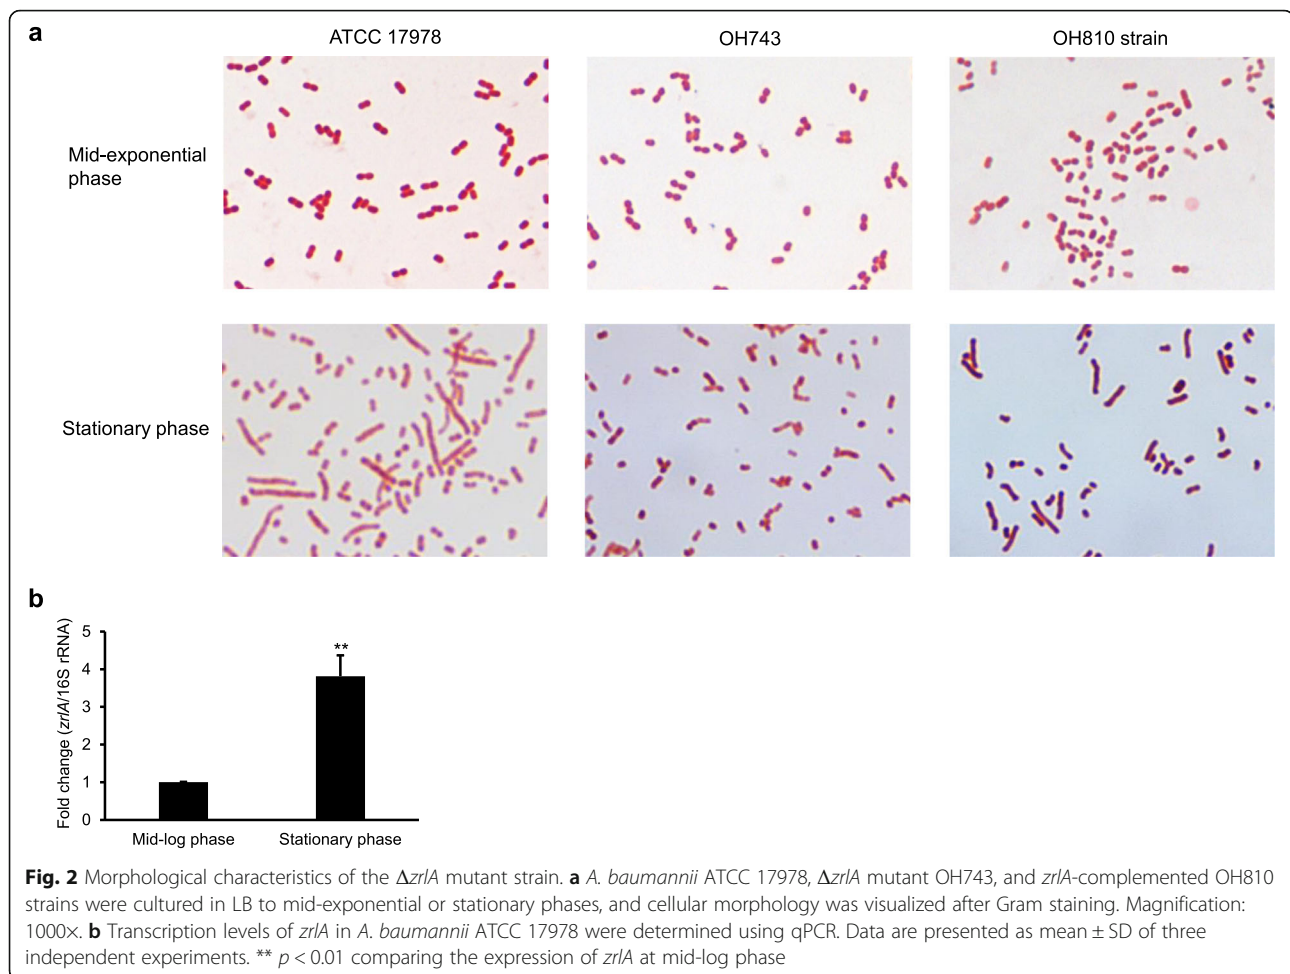 a
ATCC 17978
OH743
OH810 strain
Mid-exponential
phase
Stationary phase
b
Fold change (zrlA/16S rRNA)
5
4
3
2
1
0
**
Mid-log phase
Stationary phase
Fig. 2 Morphological characteristics of the ΔzrlA mutant strain. a A. baumannii ATCC 17978, ΔzrlA mutant OH743, and zrlA-complemented OH810
strains were cultured in LB to mid-exponential or stationary phases, and cellular morphology was visualized after Gram staining. Magnification:
1000×. b Transcription levels of zrlA in A. baumannii ATCC 17978 were determined using qPCR. Data are presented as mean ± SD of three
independent experiments. ** p < 0.01 comparing the expression of zrlA at mid-log phase